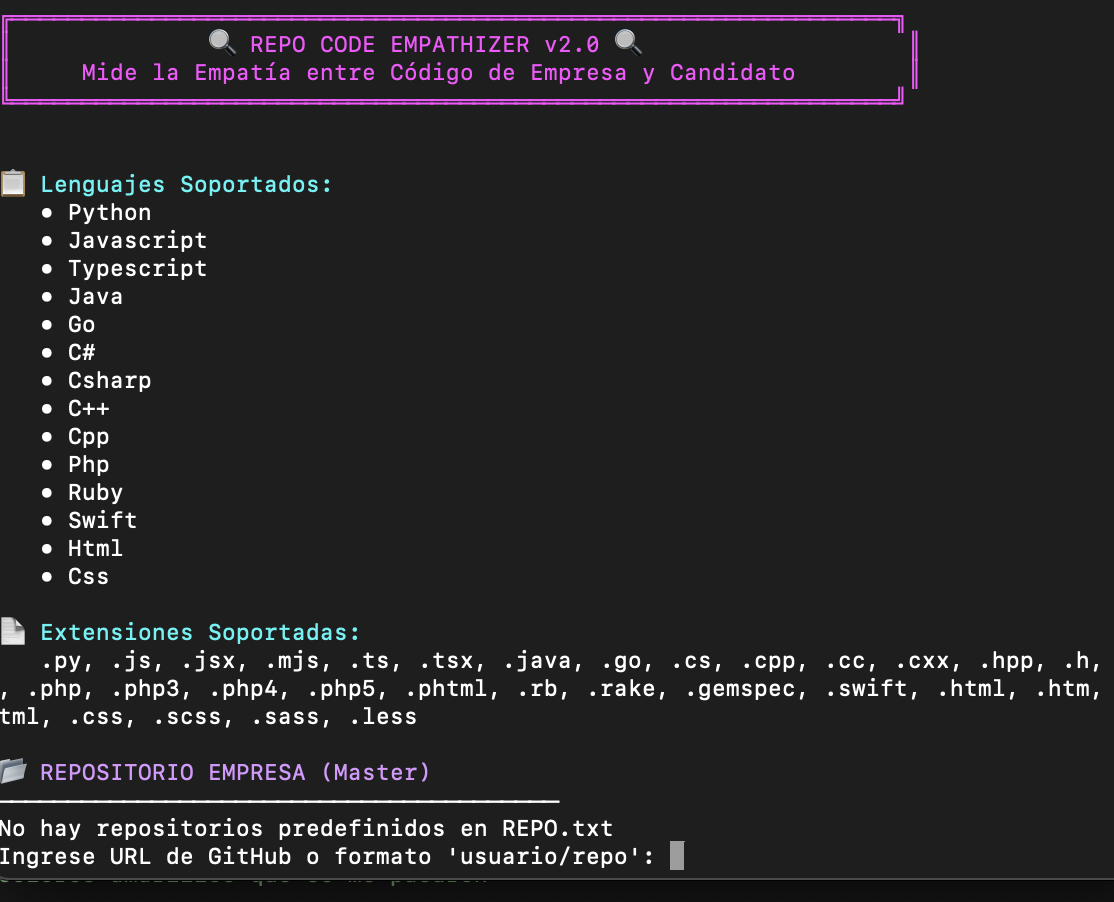 🔍 REPO CODE EMPATHIZER v2.0 🔍
Mide la Empatía entre Código de Empresa y Candidato
📋 Lenguajes Soportados:
• Python
• Javascript
• Typescript
• Java
• Go
• C#
• Csharp
• C++
• Cpp
• Php
• Ruby
• Swift
• Html
• Css
📄 Extensiones Soportadas:
.py, .js, .jsx, .mjs, .ts, .tsx, .java, .go, .cs, .cpp, .cc, .cxx, .hpp, .h,
, .php, .php3, .php4, .php5, .phtml, .rb, .rake, .gemspec, .swift, .html, .htm,
tml, .css, .scss, .sass, .less
📂 REPOSITORIO EMPRESA (Master)
No hay repositorios predefinidos en REPO.txt
Ingrese URL de GitHub o formato 'usuario/repo':